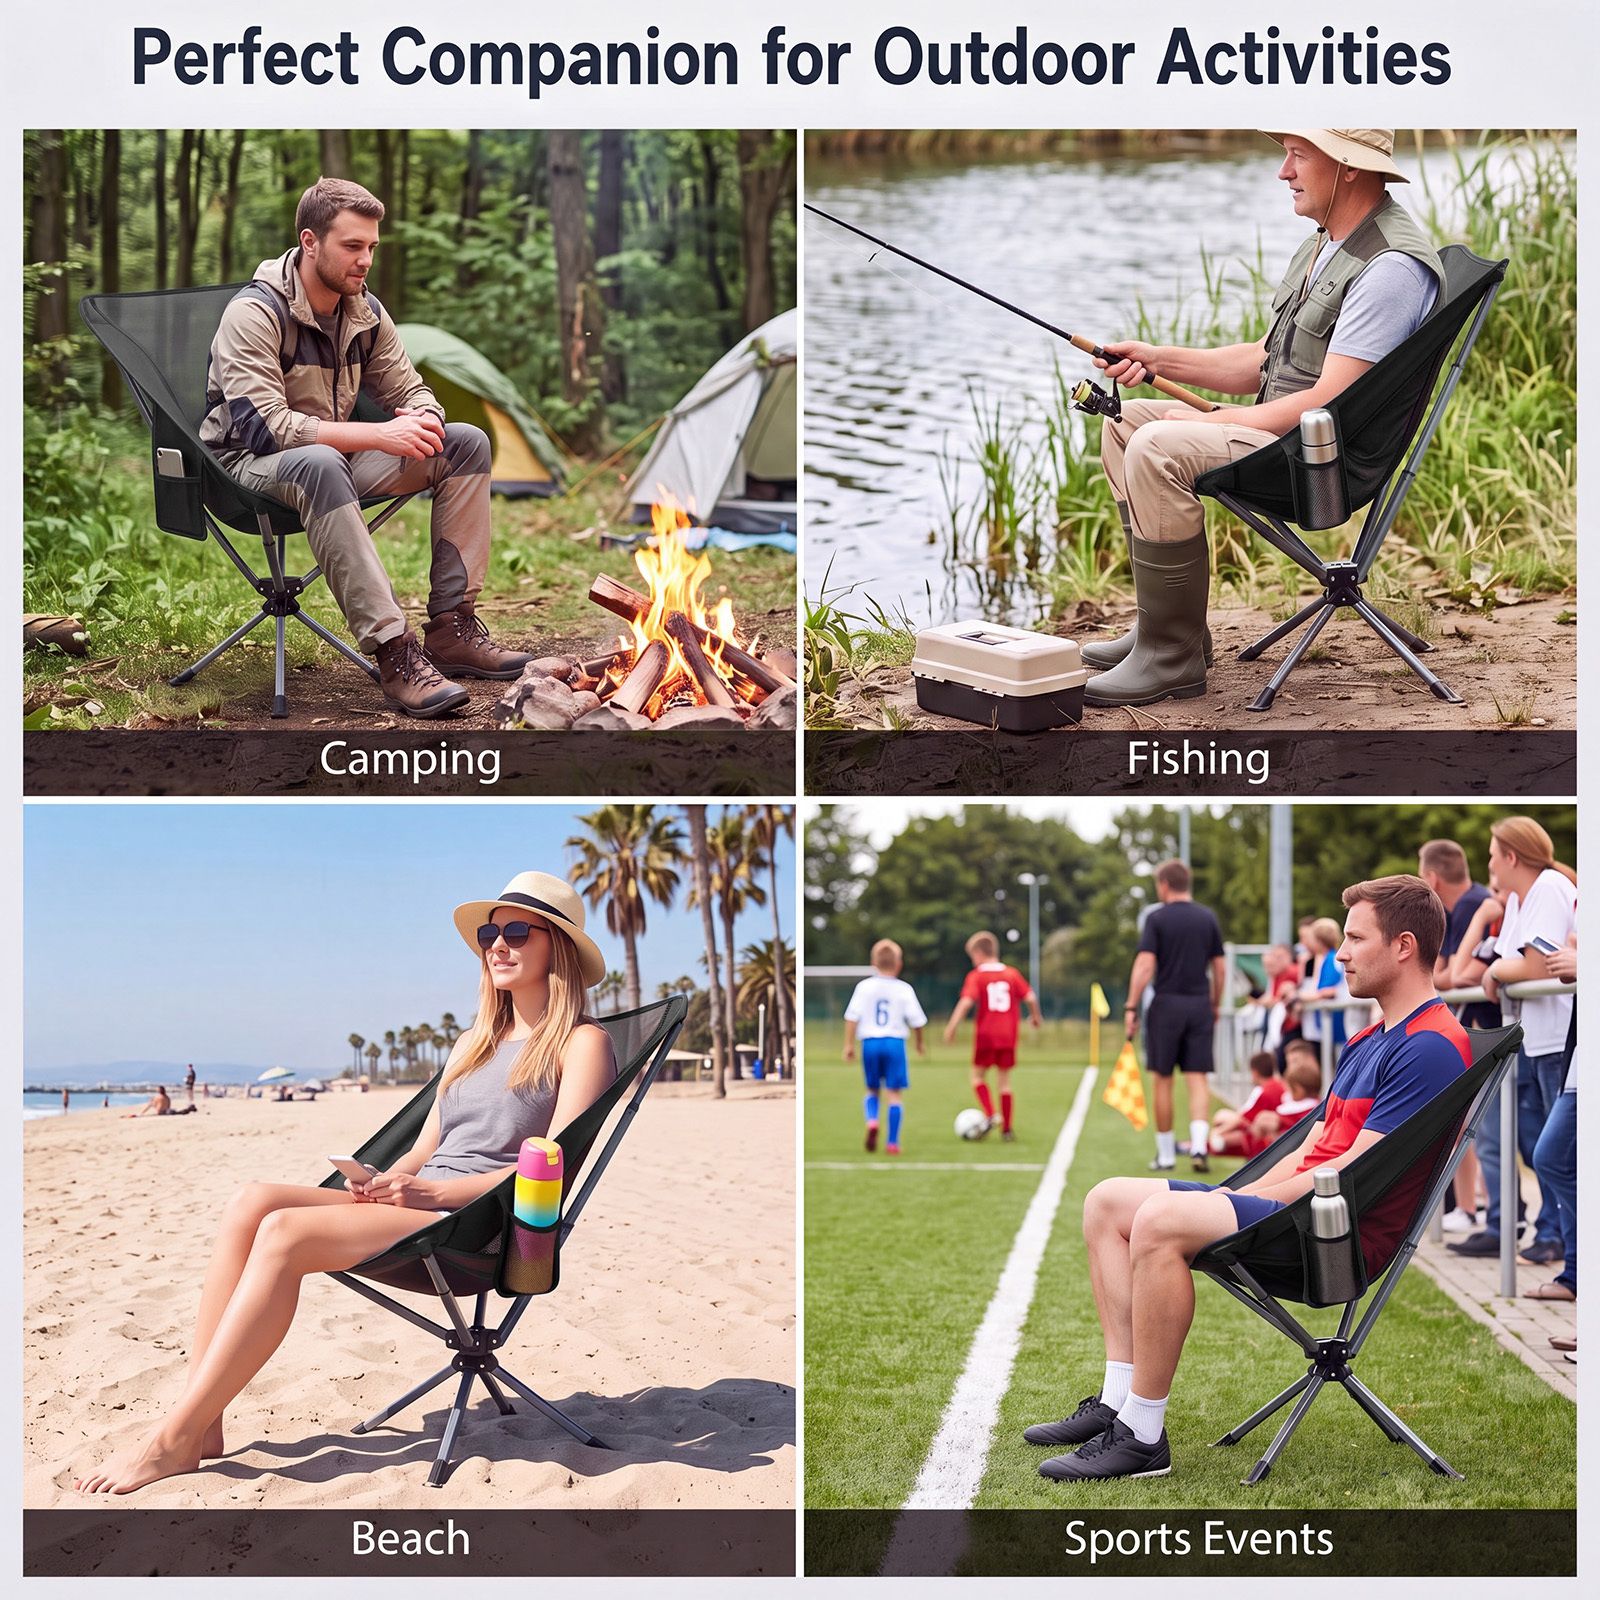 Perfect Companion for Outdoor Activities
Camping
Fishing
6
15
Beach
Sports Events